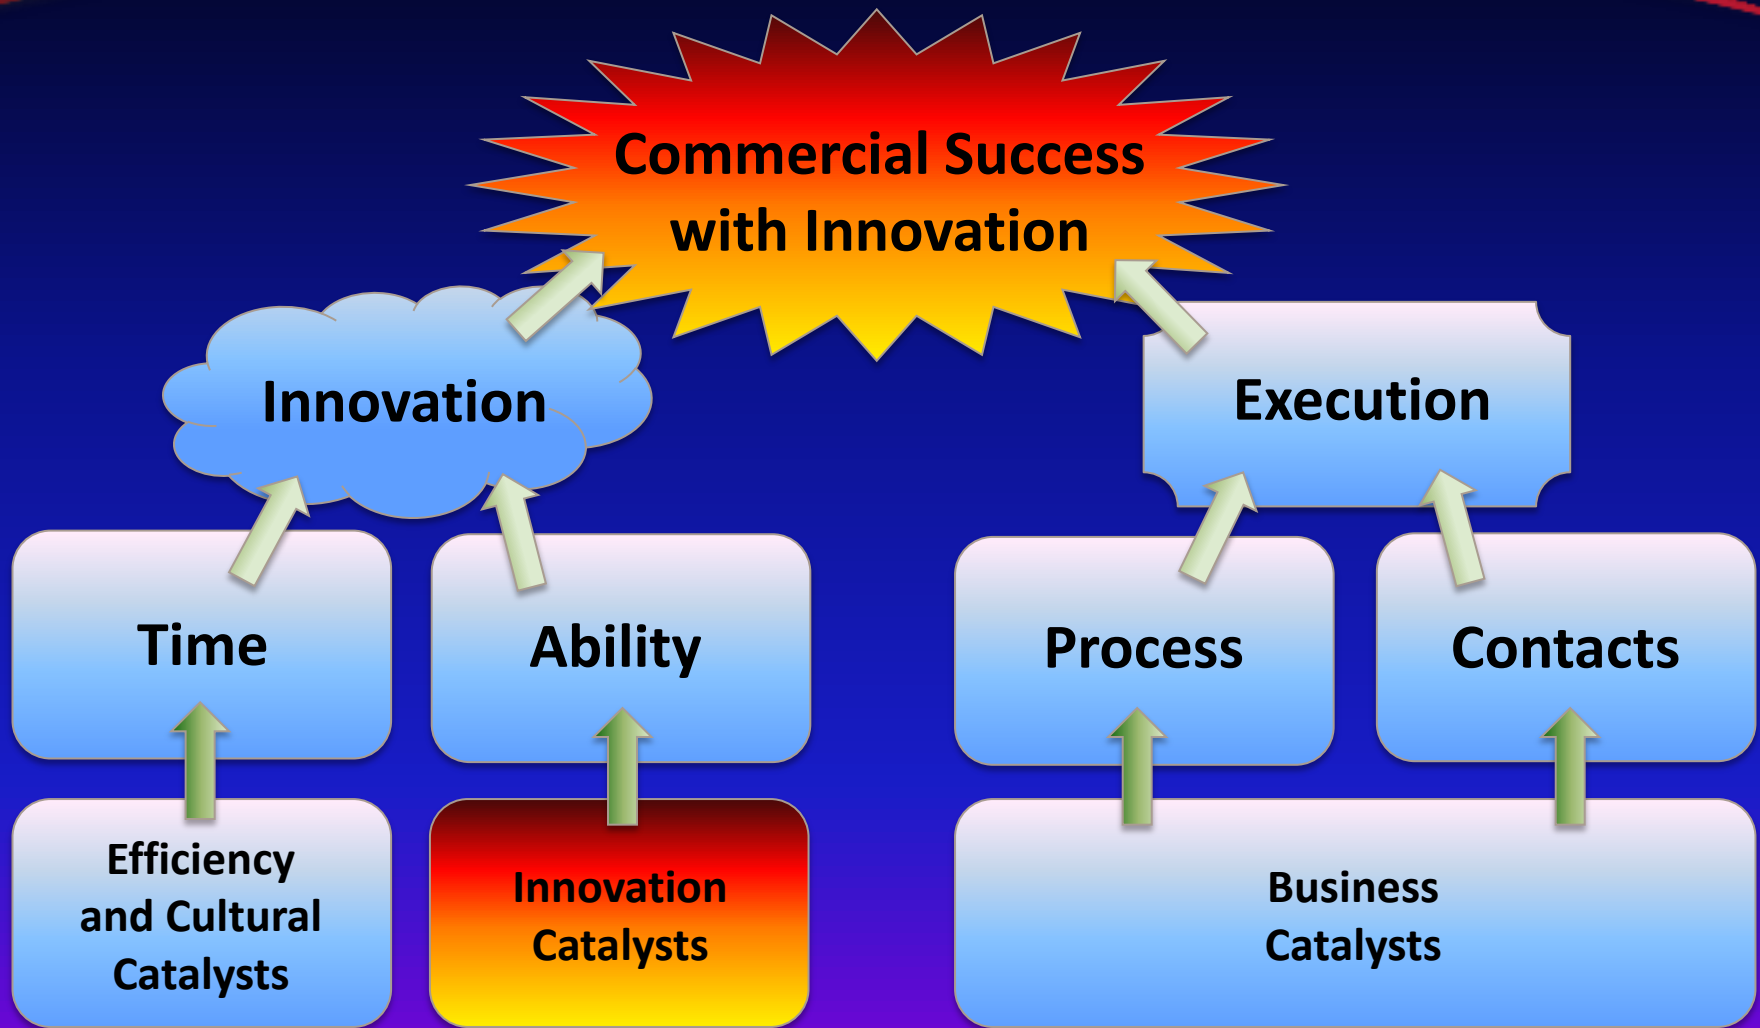 Commercial Success
with Innovation
Innovation
Execution
Time
Ability
Process
Contacts
Efficiency
and Cultural
Catalysts
Innovation
Catalysts
Business
Catalysts